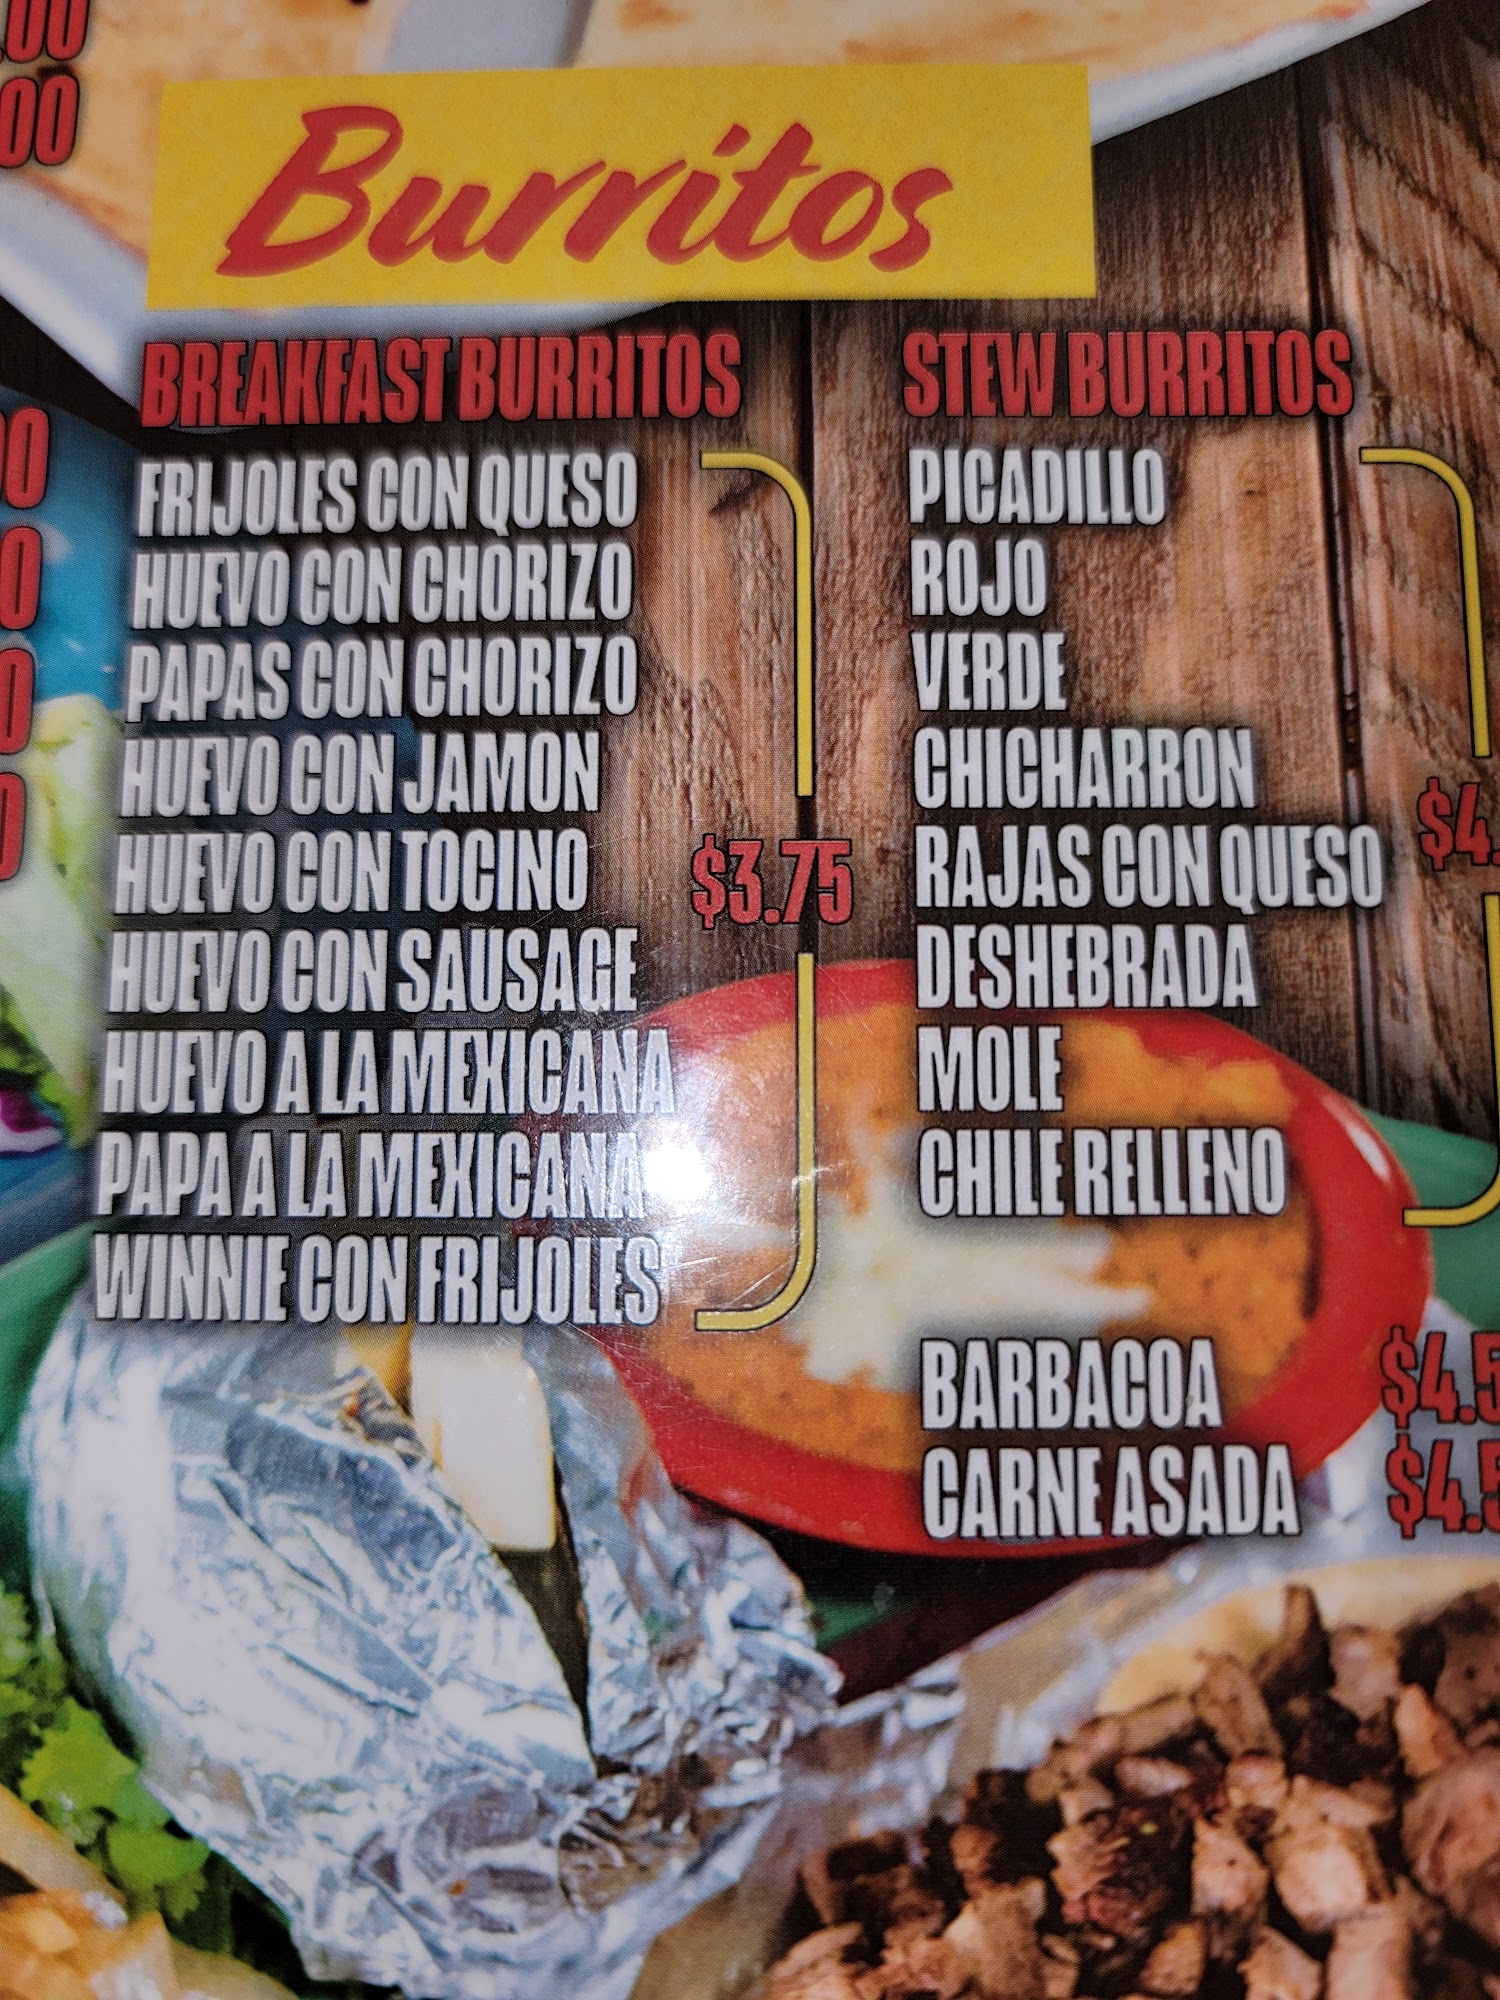 Burritos
BREAKFAST BURRITOS
FRIJOLES CON QUESO
HUEVO CON CHORIZO
PAPAS CON CHORIZO
HUEVO CON JAMON
HUEVO CON TOCINO
HUEVO CON SAUSAGE
HUEVO A LA MEXICANA
PAPA A LA MEXICANA
WINNIE CON FRIJOLES
$3.75
STEW BURRITOS
PICADILLO
ROJO
VERDE
CHICHARRON
RAJAS CON QUESO
DESHEBRADA
MOLE
CHILE RELLENO
BARBACOA
CARNE ASADA